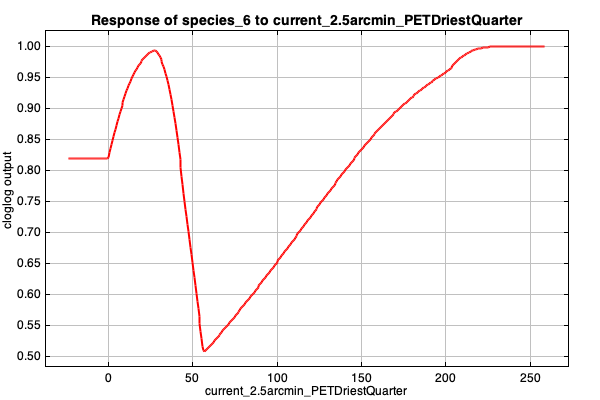 Response of species_6 to current_2.5arcmin_PETDriestQuarter
1.00
0.95
0.90
0.85
0.80
0.75
0.70
0.65
0.60
0.55
0.50
cloglog output
0 50 100 150 200 250
current_2.5arcmin_PETDriestQuarter